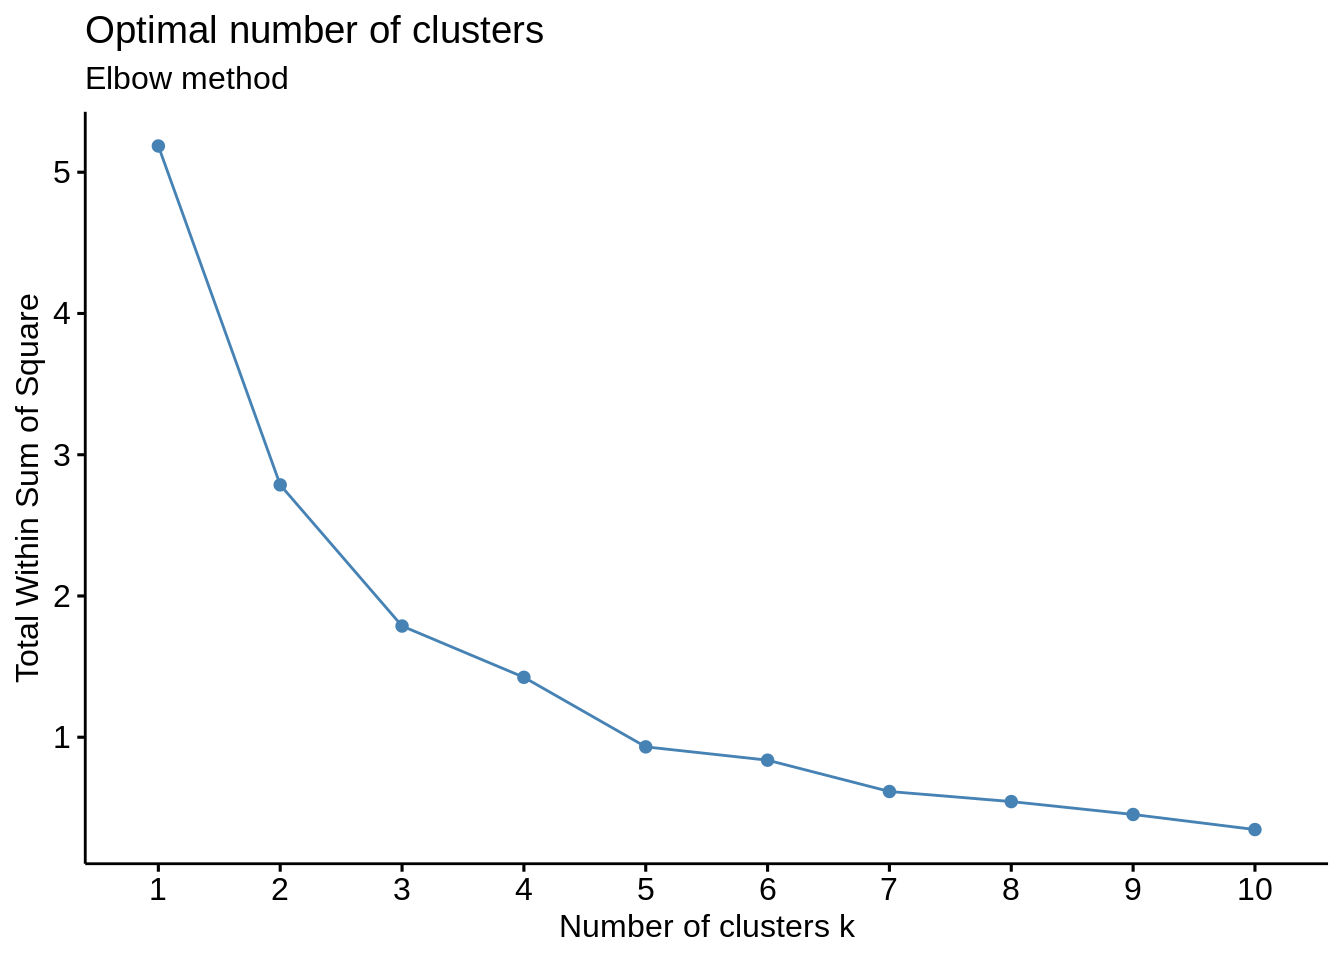 Optimal number of clusters
Elbow method
5
4
3
2
1
Total Within Sum of Square
1 2 3 4 5 6 7 8 9 10
Number of clusters k